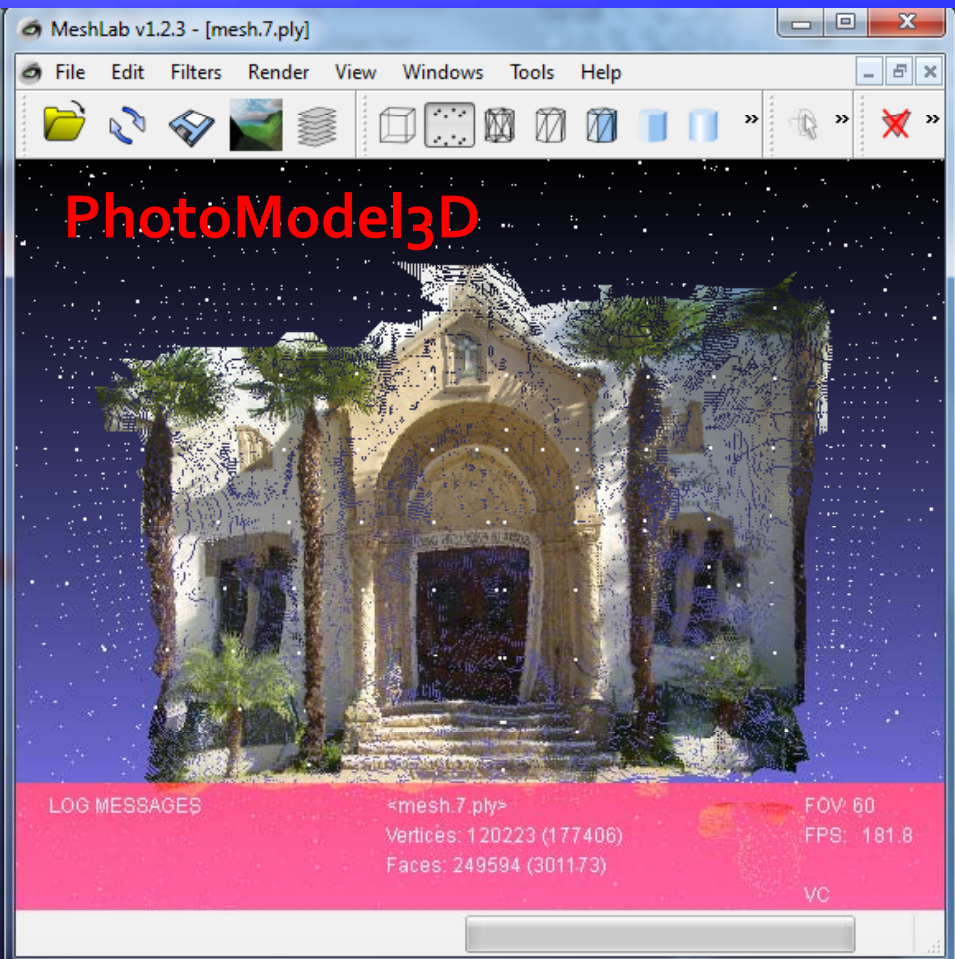 MeshLab v1.2.3 - [mesh.7.ply]
File Edit Filters Render View Windows Tools Help
PhotoModel3D
LOG MESSAGES <mesh.7.ply> FOV: 60
Vertices: 120223 (177406) FPS: 181.8
Faces: 249594 (301173)
VC